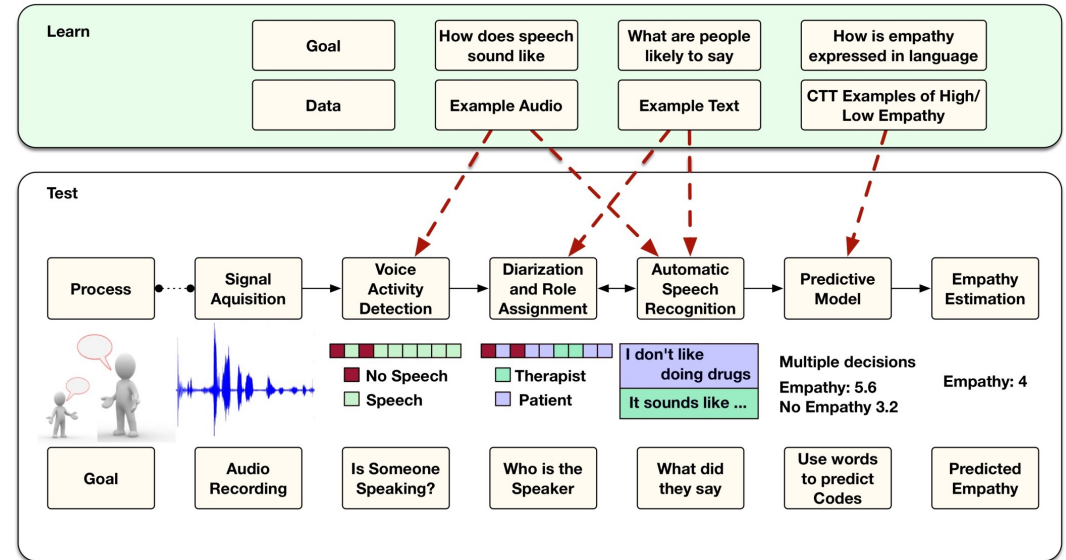 Learn
Goal
How does speech
sound like
What are people
likely to say
How is empathy
expressed in language
Data
Example Audio
Example Text
CTT Examples of High/
Low Empathy
Test
Process
Signal
Aquisition
Voice
Activity
Detection
Diarization
and Role
Assignment
Automatic
Speech
Recognition
Predictive
Model
Empathy
Estimation
No Speech
Speech
Therapist
Patient
I don't like
doing drugs
It sounds like ...
Multiple decisions
Empathy: 5.6
No Empathy 3.2
Empathy: 4
Goal
Audio
Recording
Is Someone
Speaking?
Who is the
Speaker
What did
they say
Use words
to predict
Codes
Predicted
Empathy